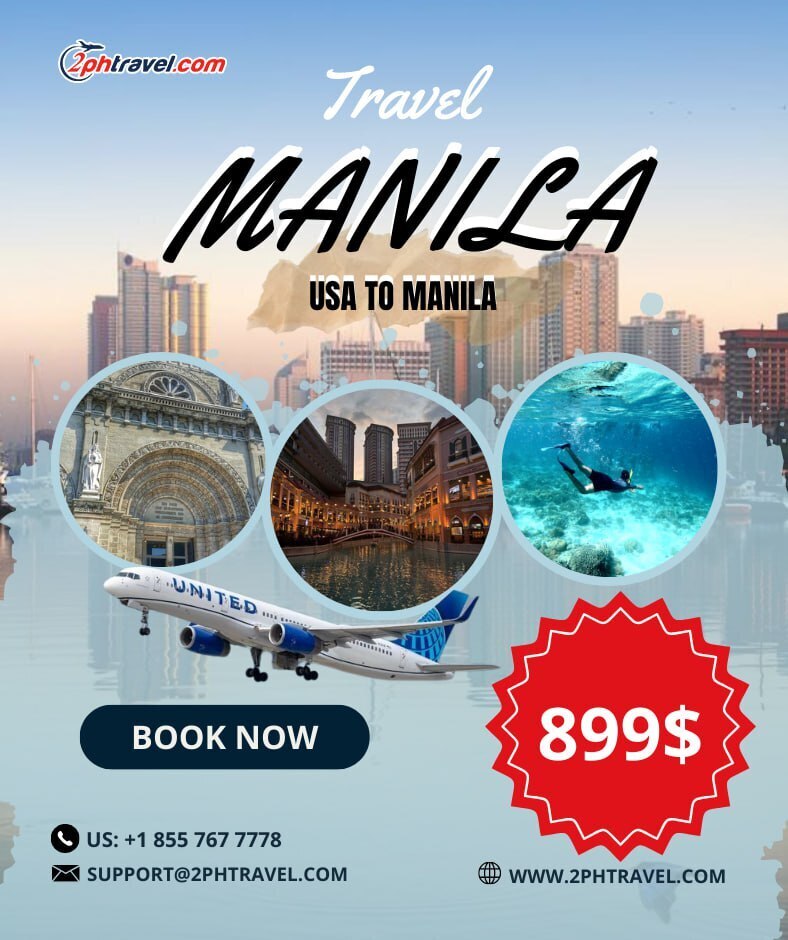 2phtravel.com
Travel
MANILA
USA TO MANILA
UNITED
BOOK NOW
899$
US: +1 855 767 7778
SUPPORT@2PHTRAVEL.COM
WWW.2PHTRAVEL.COM